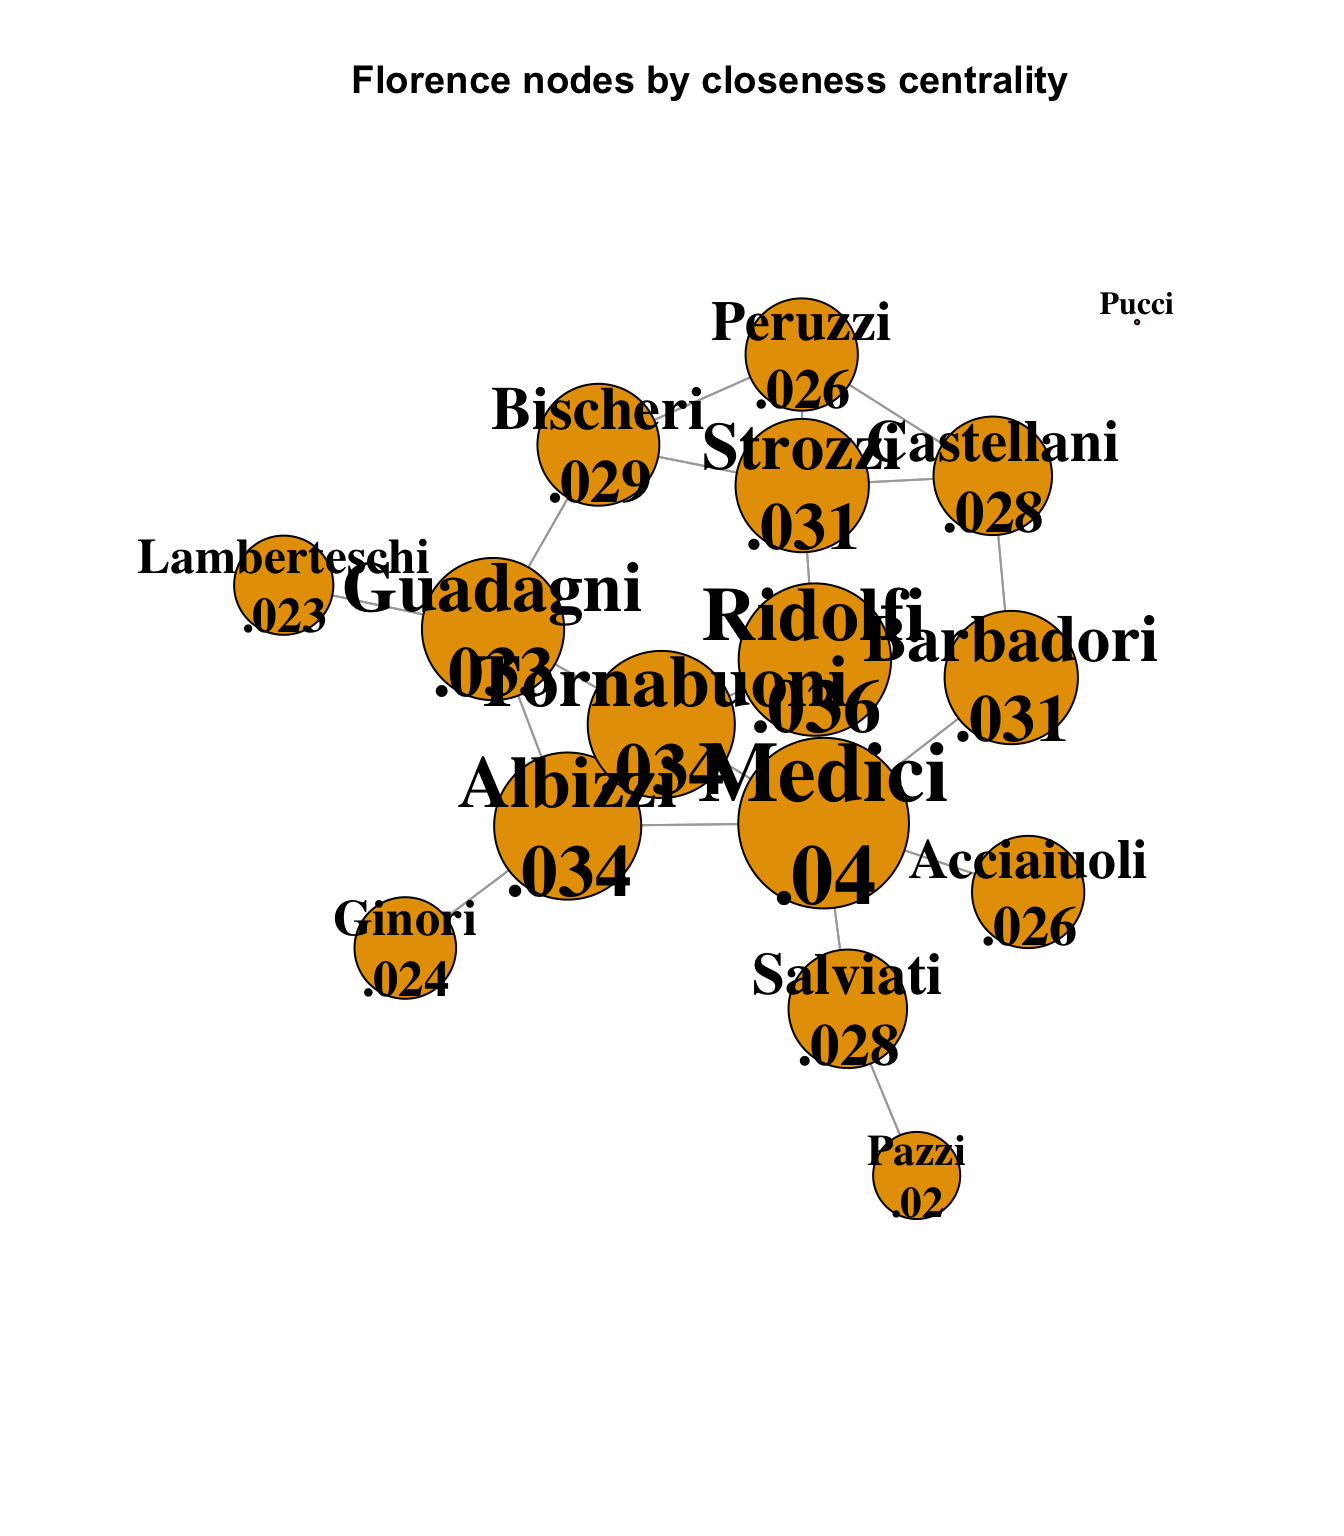 Florence nodes by closeness centrality
Pucci
Peruzzi
.026
Bischeri
.029
Strozzi
.031
Castellani
.028
Lamberteschi
.023
Guadagni
.033
Ridolfi
.036
Barbadori
.031
Tornabuoni
.034
Albizzi
.034
Medici
.04
Acciaiuoli
.026
Ginori
.024
Salviati
.028
Pazzi
.02